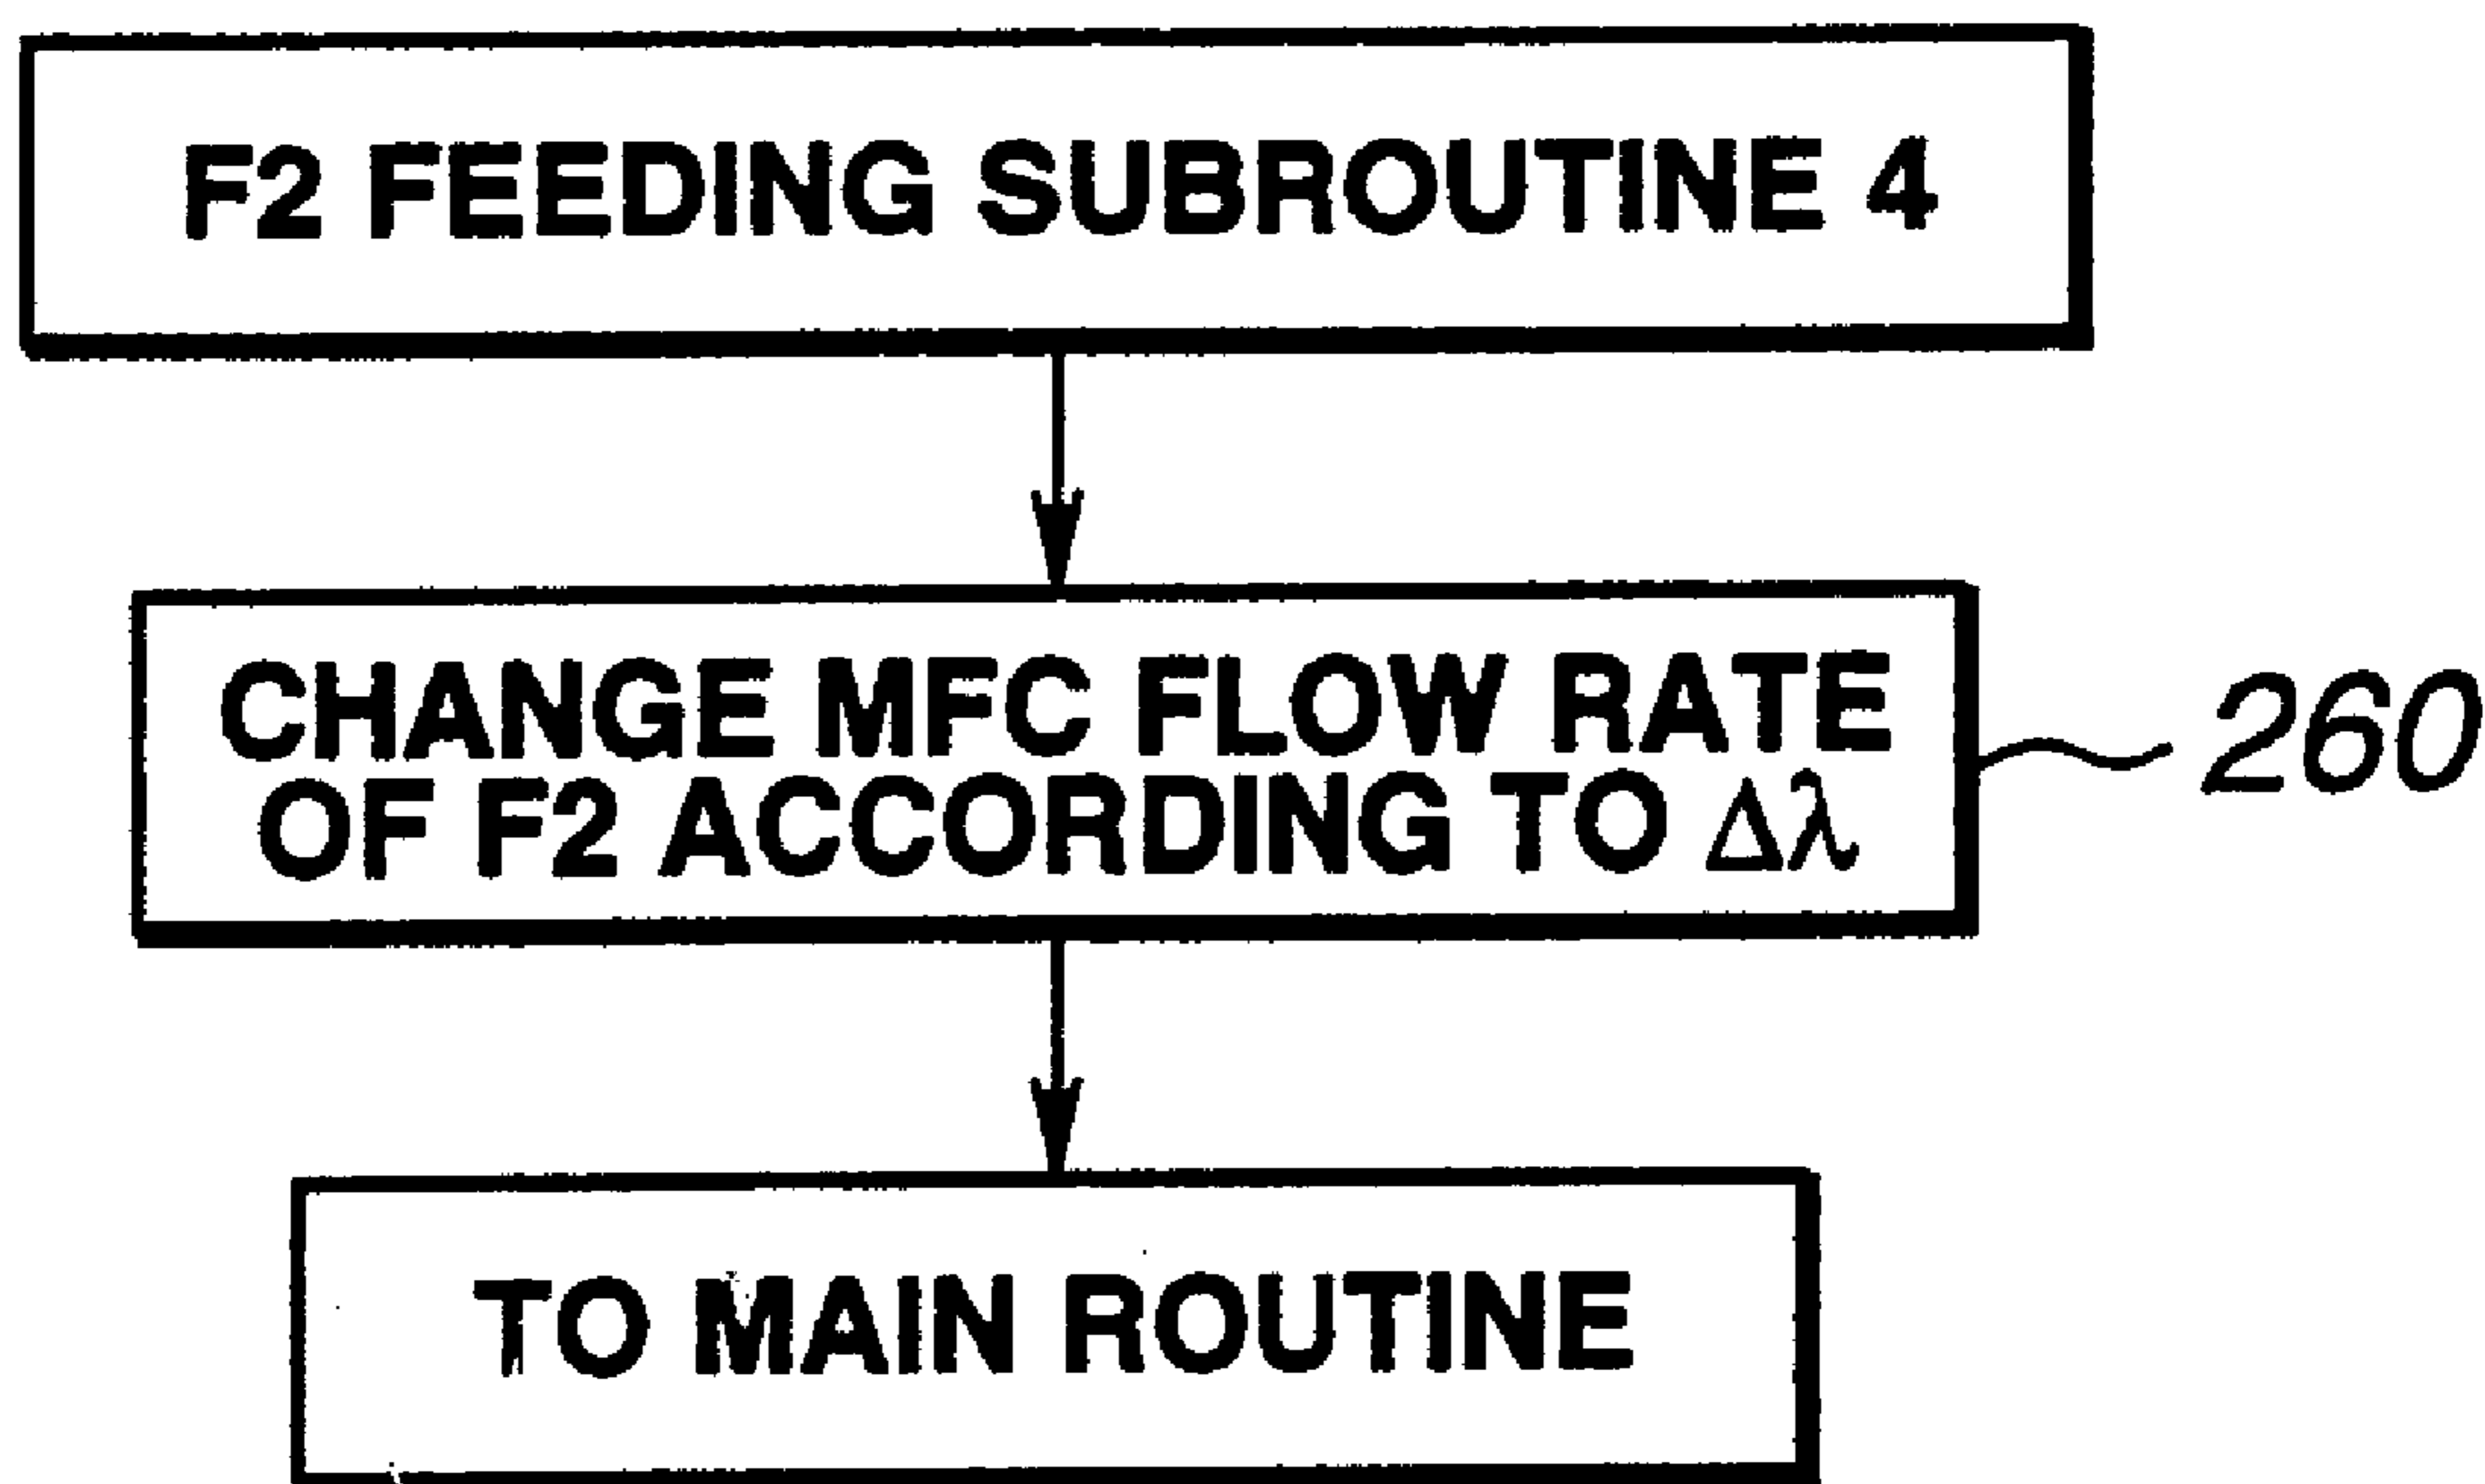 F2 FEEDING SUBROUTINE 4
CHANGE MFC FLOW RATE
OF F2 ACCORDING TO Δλ
260
TO MAIN ROUTINE